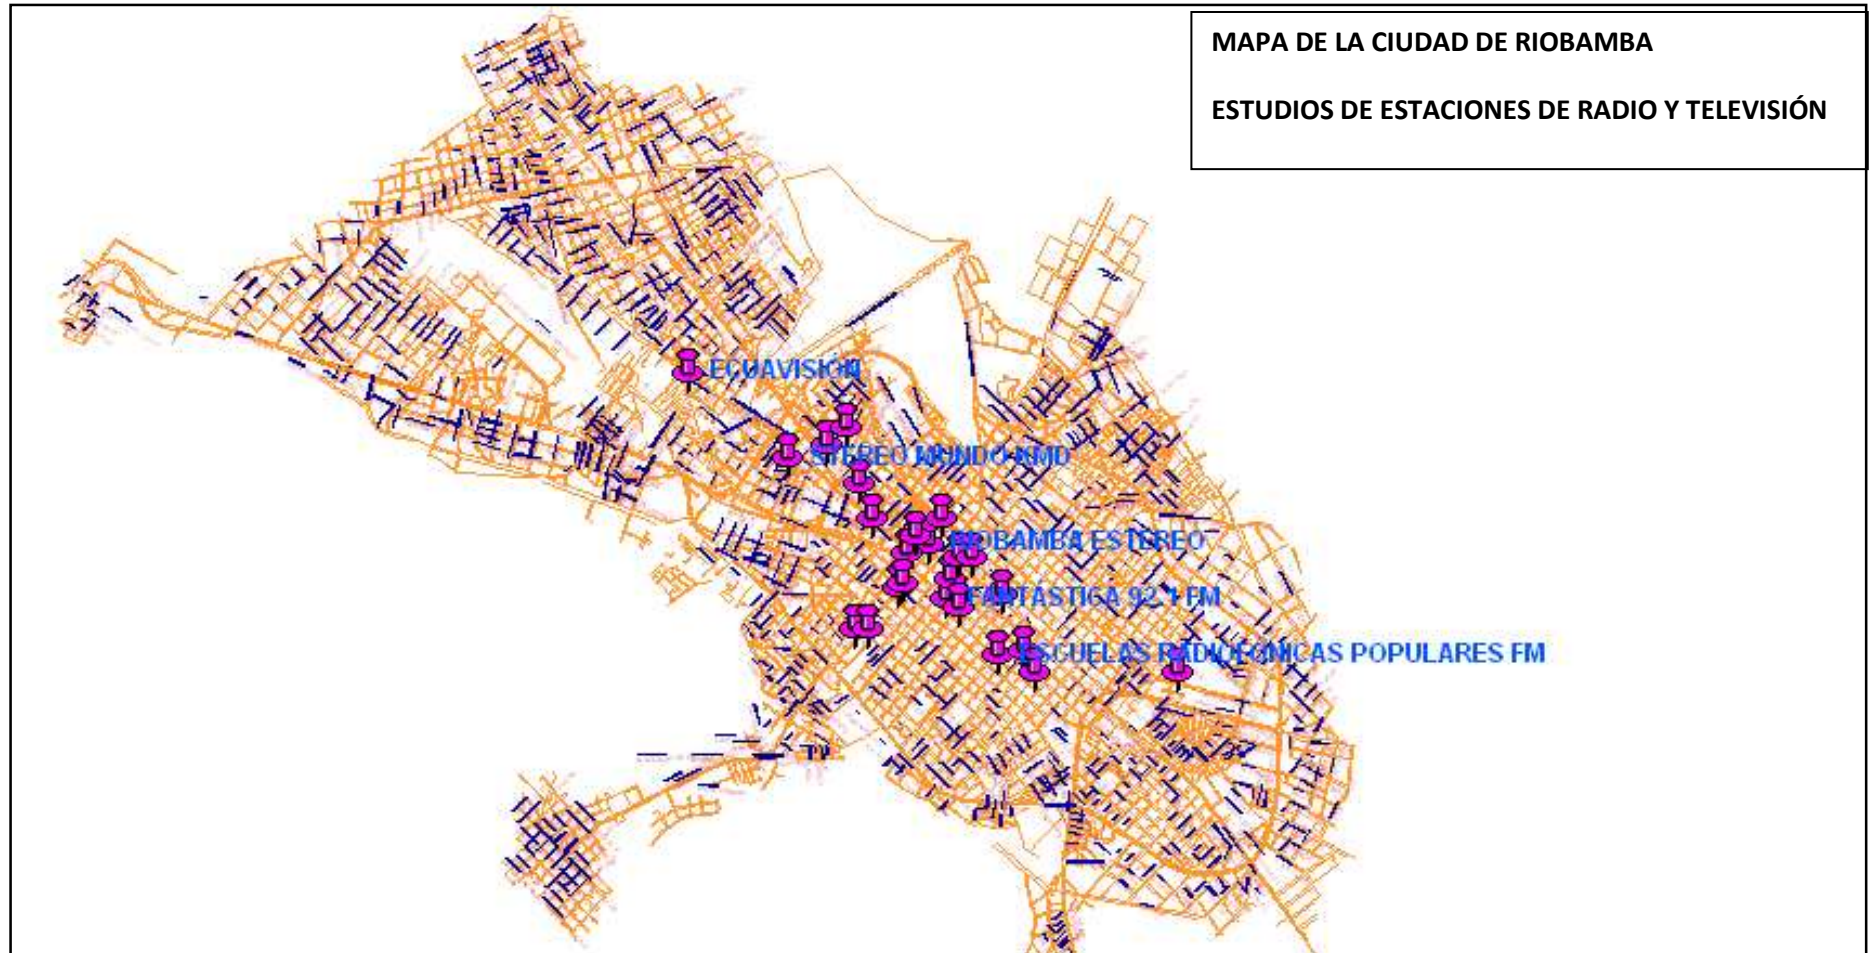 MAPA DE LA CIUDAD DE RIOBAMBA
ESTUDIOS DE ESTACIONES DE RADIO Y TELEVISIÓN
ECUAVISIÓN
STEREO MUNDO KMD
RIOBAMBA ESTEREO
FANTÁSTICA 92.1 FM
ESCUELAS RADIOFONICAS POPULARES FM